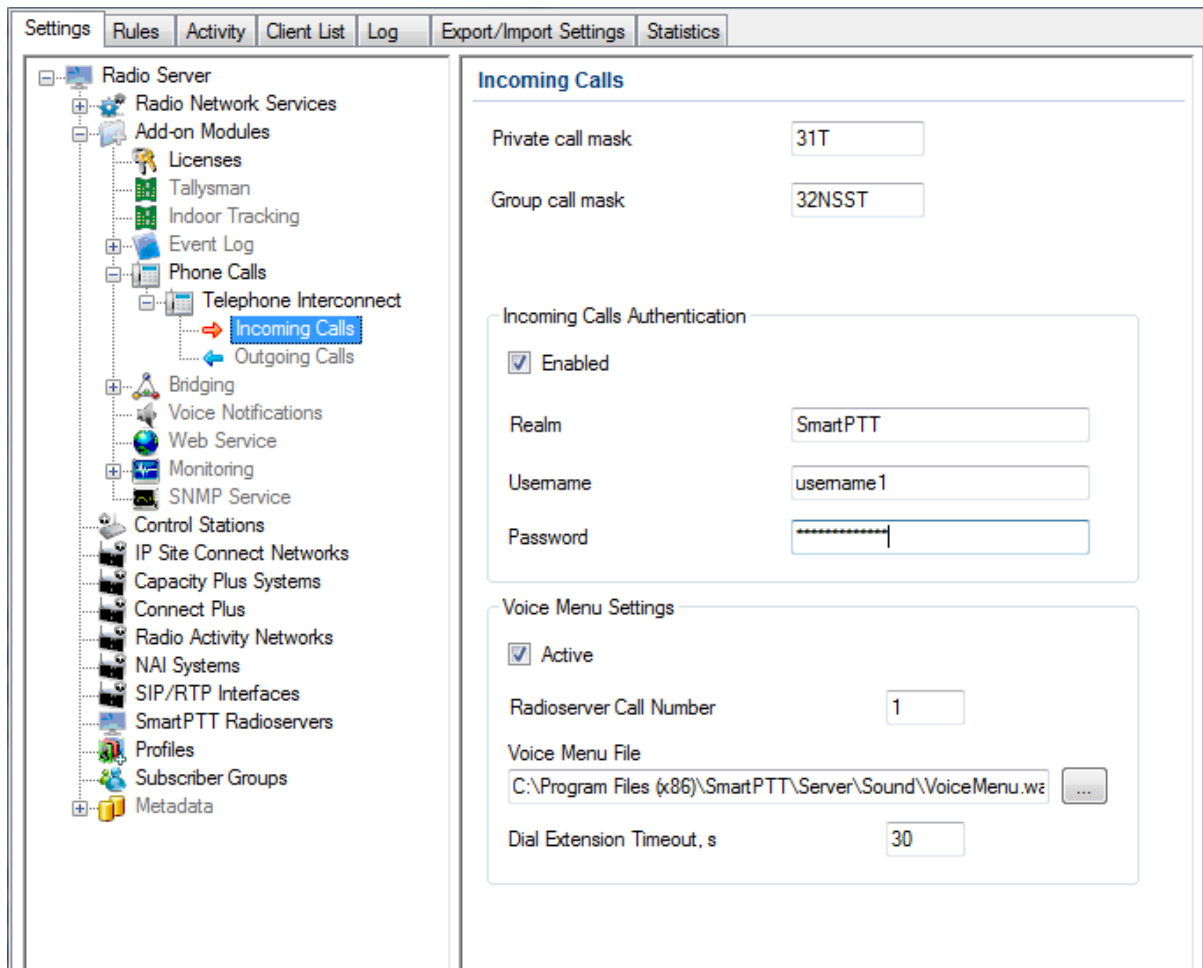 Settings Rules Activity Client List Log Export/Import Settings Statistics
Radio Server
Radio Network Services
Add-on Modules
Licenses
Tallysman
Indoor Tracking
Event Log
Phone Calls
Telephone Interconnect
Incoming Calls
Outgoing Calls
Bridging
Voice Notifications
Web Service
Monitoring
SNMP Service
Control Stations
IP Site Connect Networks
Capacity Plus Systems
Connect Plus
Radio Activity Networks
NAI Systems
SIP/RTP Interfaces
SmartPTT Radioservers
Profiles
Subscriber Groups
Metadata
Incoming Calls
Private call mask 31T
Group call mask 32NSST
Incoming Calls Authentication
Enabled
Realm SmartPTT
Username username1
Password *************
Voice Menu Settings
Active
Radioserver Call Number 1
Voice Menu File
C:\Program Files (x86)\SmartPTT\Server\Sound\VoiceMenu.wa ...
Dial Extension Timeout, s 30